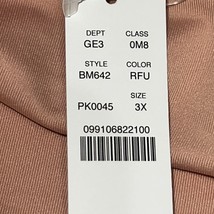 DEPT CLASS
GE3 0M8
STYLE COLOR
BM642 RFU
SIZE
PK0045 3X
099106822100